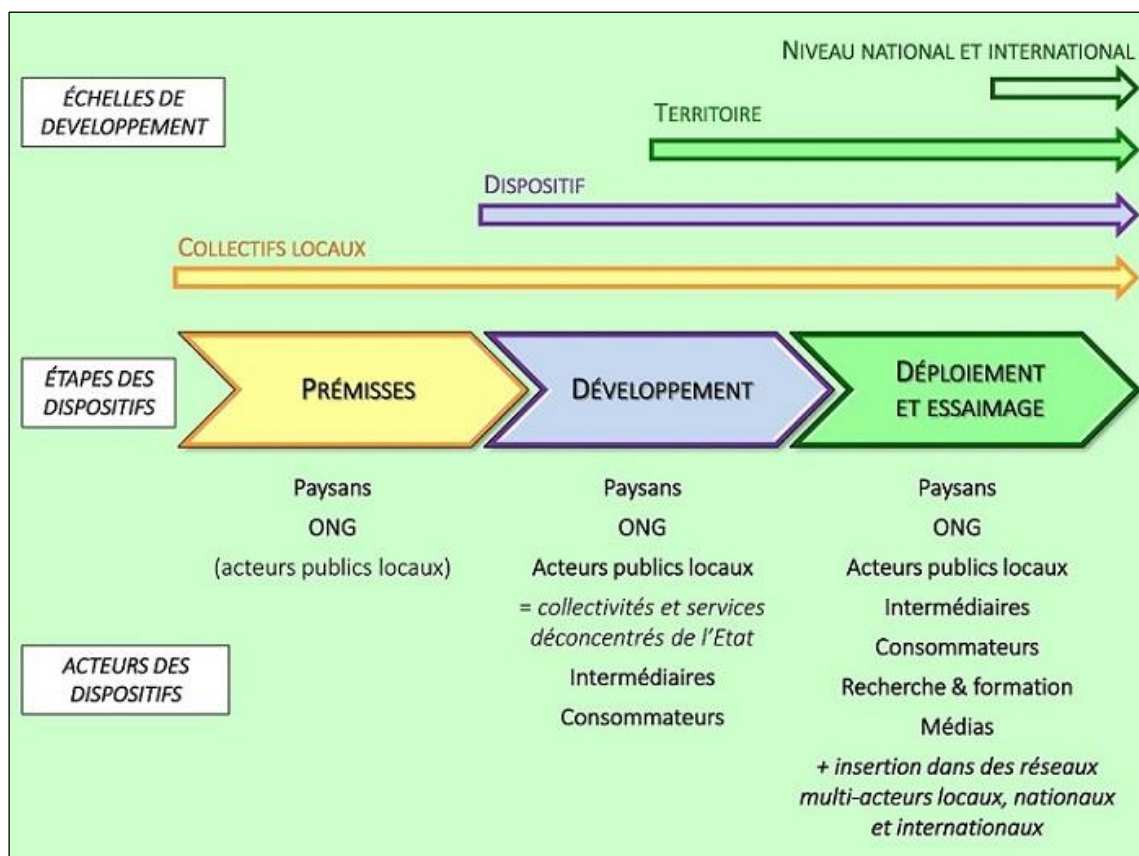 NIVEAU NATIONAL ET INTERNATIONAL
ÉCHELLES DE
DEVELOPPEMENT
TERRITOIRE
DISPOSITIF
COLLECTIFS LOCAUX
ÉTAPES DES
DISPOSITIFS
PRÉMISSES
DÉVELOPPEMENT
DÉPLOIEMENT
ET ESSAIMAGE
Paysans
ONG
(acteurs publics locaux)
Paysans
ONG
Acteurs publics locaux
= collectivités et services
déconcentrés de l'Etat
Intermédiaires
Consommateurs
Paysans
ONG
Acteurs publics locaux
Intermédiaires
Consommateurs
Recherche & formation
Médias
+ insertion dans des réseaux
multi-acteurs locaux, nationaux
et internationaux
ACTEURS DES
DISPOSITIFS